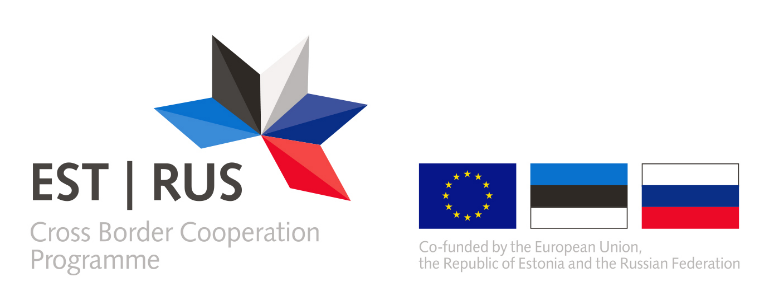 EST | RUS
Cross Border Cooperation
Programme
Co-funded by the European Union,
the Republic of Estonia and the Russian Federation